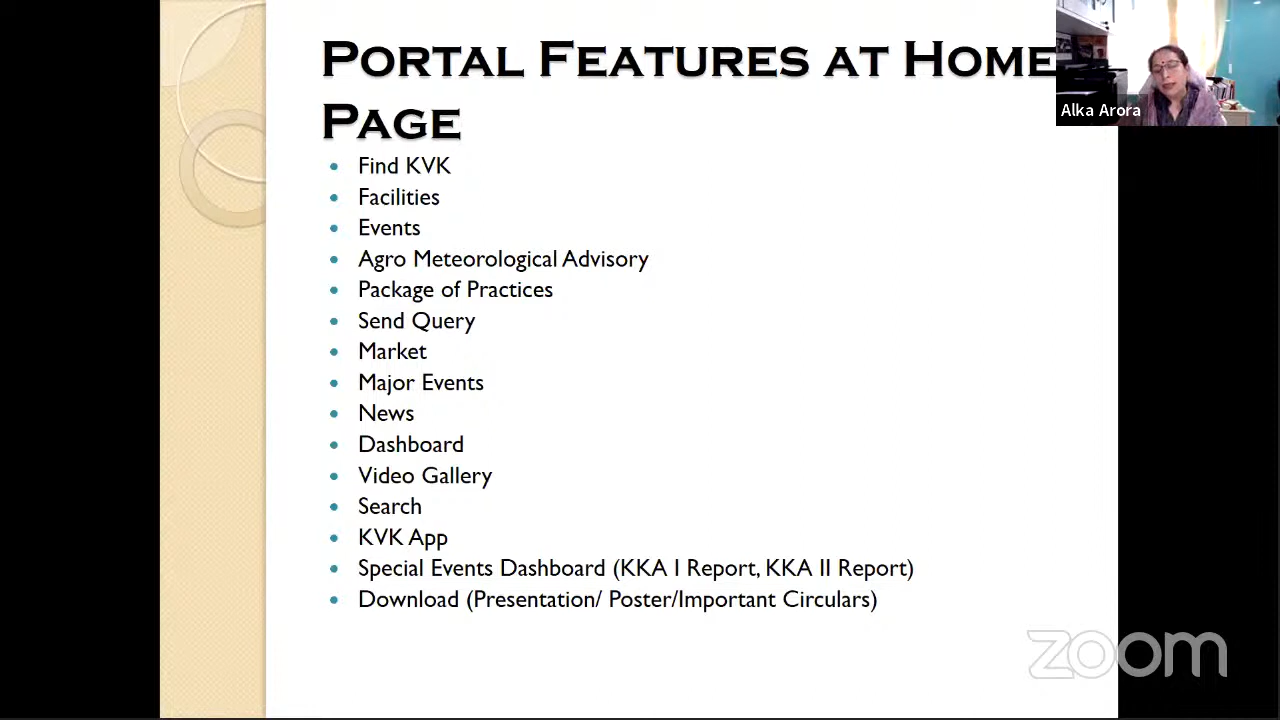 Portal Features at Home
Page
Alka Arora
• Find KVK
• Facilities
• Events
• Agro Meteorological Advisory
• Package of Practices
• Send Query
• Market
• Major Events
• News
• Dashboard
• Video Gallery
• Search
• KVK App
• Special Events Dashboard (KKA I Report, KKA II Report)
• Download (Presentation/ Poster/Important Circulars)
zoom